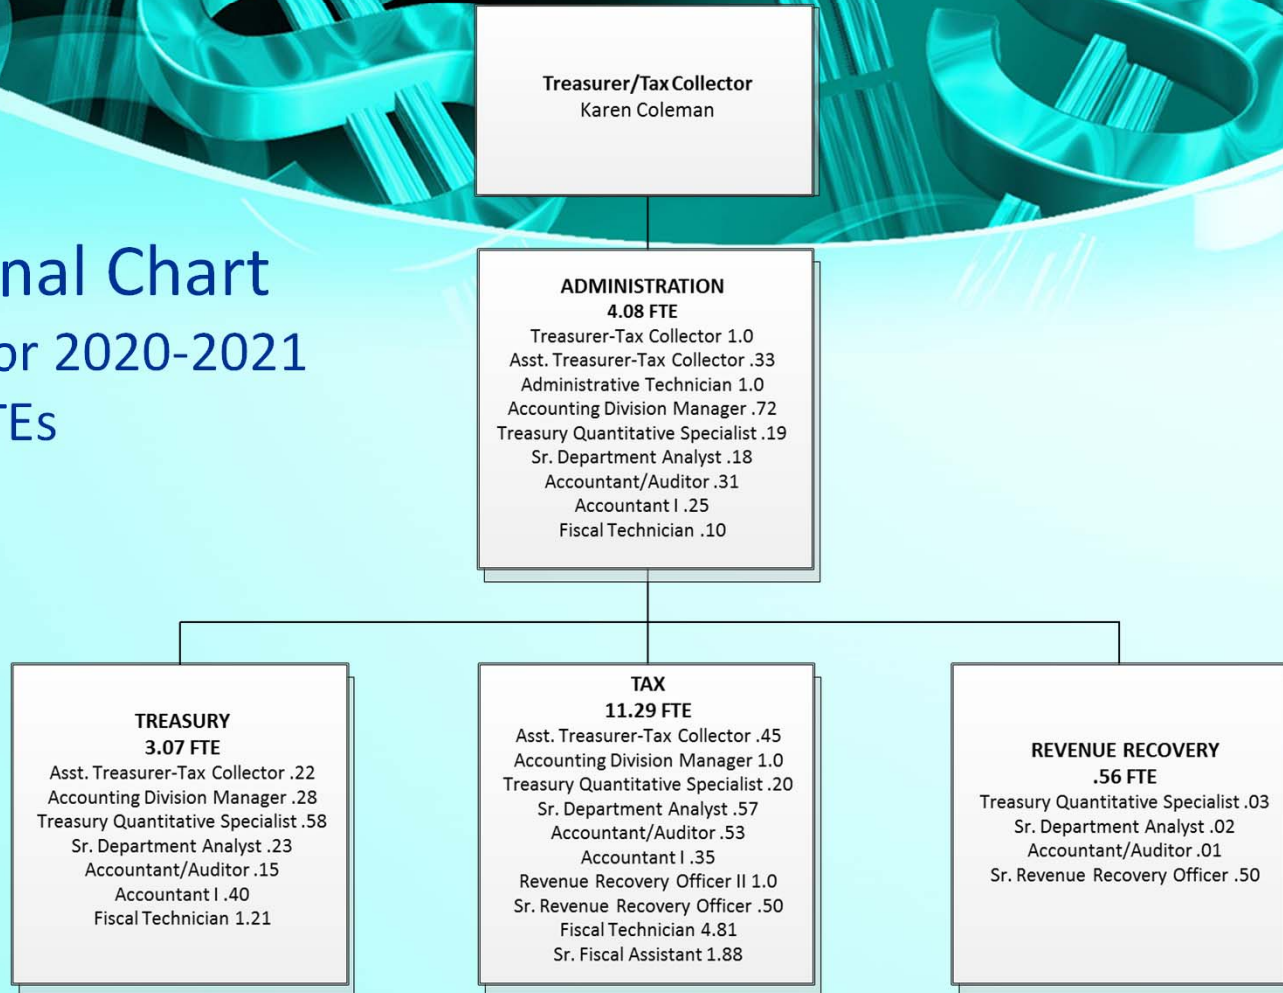 Treasurer/Tax Collector
Karen Coleman
nal Chart
or 2020-2021
TEs
ADMINISTRATION
4.08 FTE
Treasurer-Tax Collector 1.0
Asst. Treasurer-Tax Collector .33
Administrative Technician 1.0
Accounting Division Manager .72
Treasury Quantitative Specialist .19
Sr. Department Analyst .18
Accountant/Auditor .31
Accountant I .25
Fiscal Technician .10
TREASURY
3.07 FTE
Asst. Treasurer-Tax Collector .22
Accounting Division Manager .28
Treasury Quantitative Specialist .58
Sr. Department Analyst .23
Accountant/Auditor .15
Accountant I .40
Fiscal Technician 1.21
TAX
11.29 FTE
Asst. Treasurer-Tax Collector .45
Accounting Division Manager 1.0
Treasury Quantitative Specialist .20
Sr. Department Analyst .57
Accountant/Auditor .53
Accountant I .35
Revenue Recovery Officer II 1.0
Sr. Revenue Recovery Officer .50
Fiscal Technician 4.81
Sr. Fiscal Assistant 1.88
REVENUE RECOVERY
.56 FTE
Treasury Quantitative Specialist .03
Sr. Department Analyst .02
Accountant/Auditor .01
Sr. Revenue Recovery Officer .50